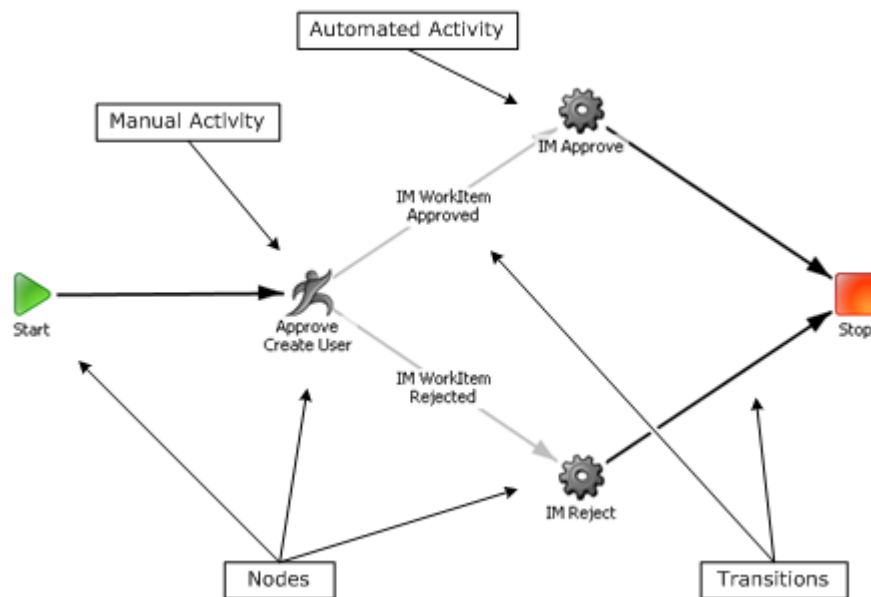 Automated Activity
Manual Activity
IM Approve
IM WorkItem
Approved
Start
Approve
Create User
Stop
IM WorkItem
Rejected
IM Reject
Nodes
Transitions